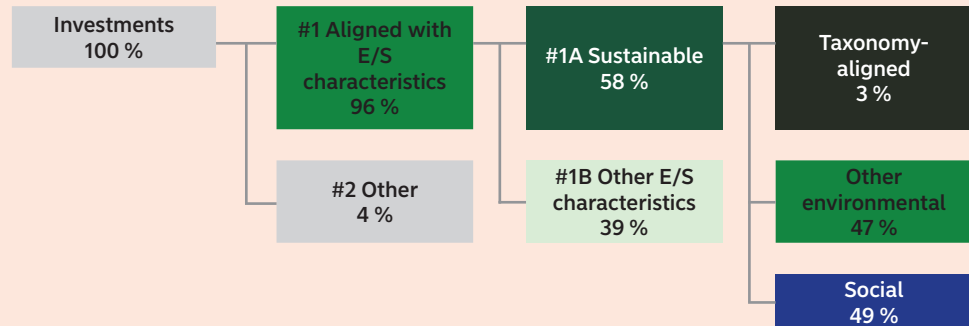 Investments
100 %
#1 Aligned with
E/S
characteristics
96 %
#2 Other
4 %
#1A Sustainable
58 %
#1B Other E/S
characteristics
39 %
Taxonomy-
aligned
3 %
Other
environmental
47 %
Social
49 %